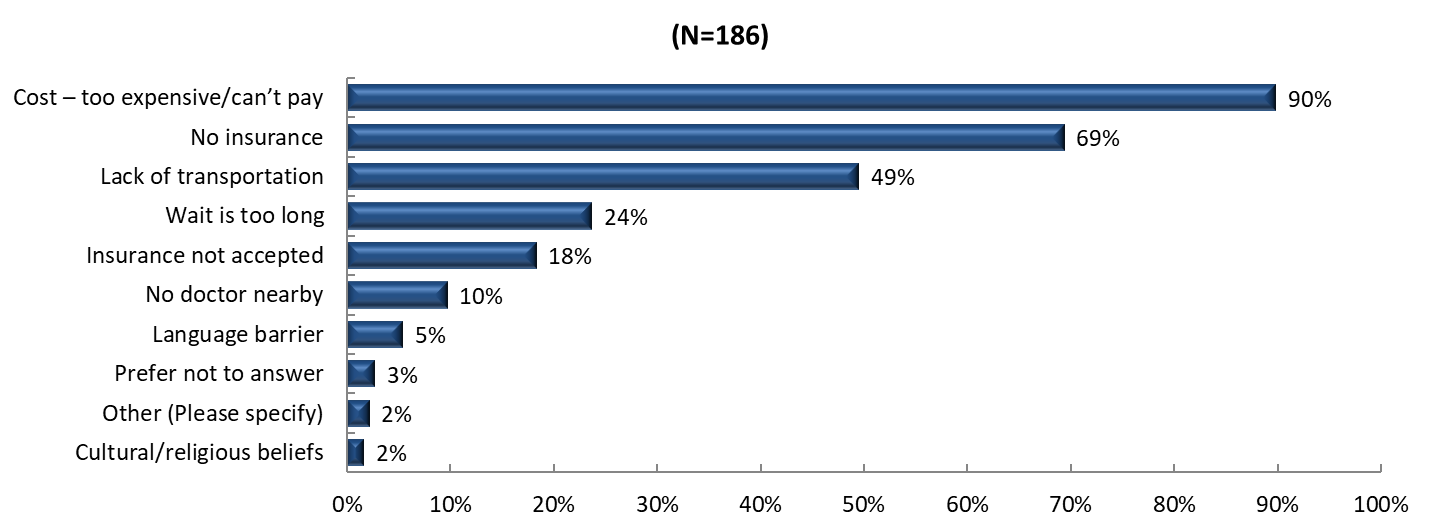 (N=186)
Cost – too expensive/can’t pay 90%
No insurance 69%
Lack of transportation 49%
Wait is too long 24%
Insurance not accepted 18%
No doctor nearby 10%
Language barrier 5%
Prefer not to answer 3%
Other (Please specify) 2%
Cultural/religious beliefs 2%
0% 10% 20% 30% 40% 50% 60% 70% 80% 90% 100%